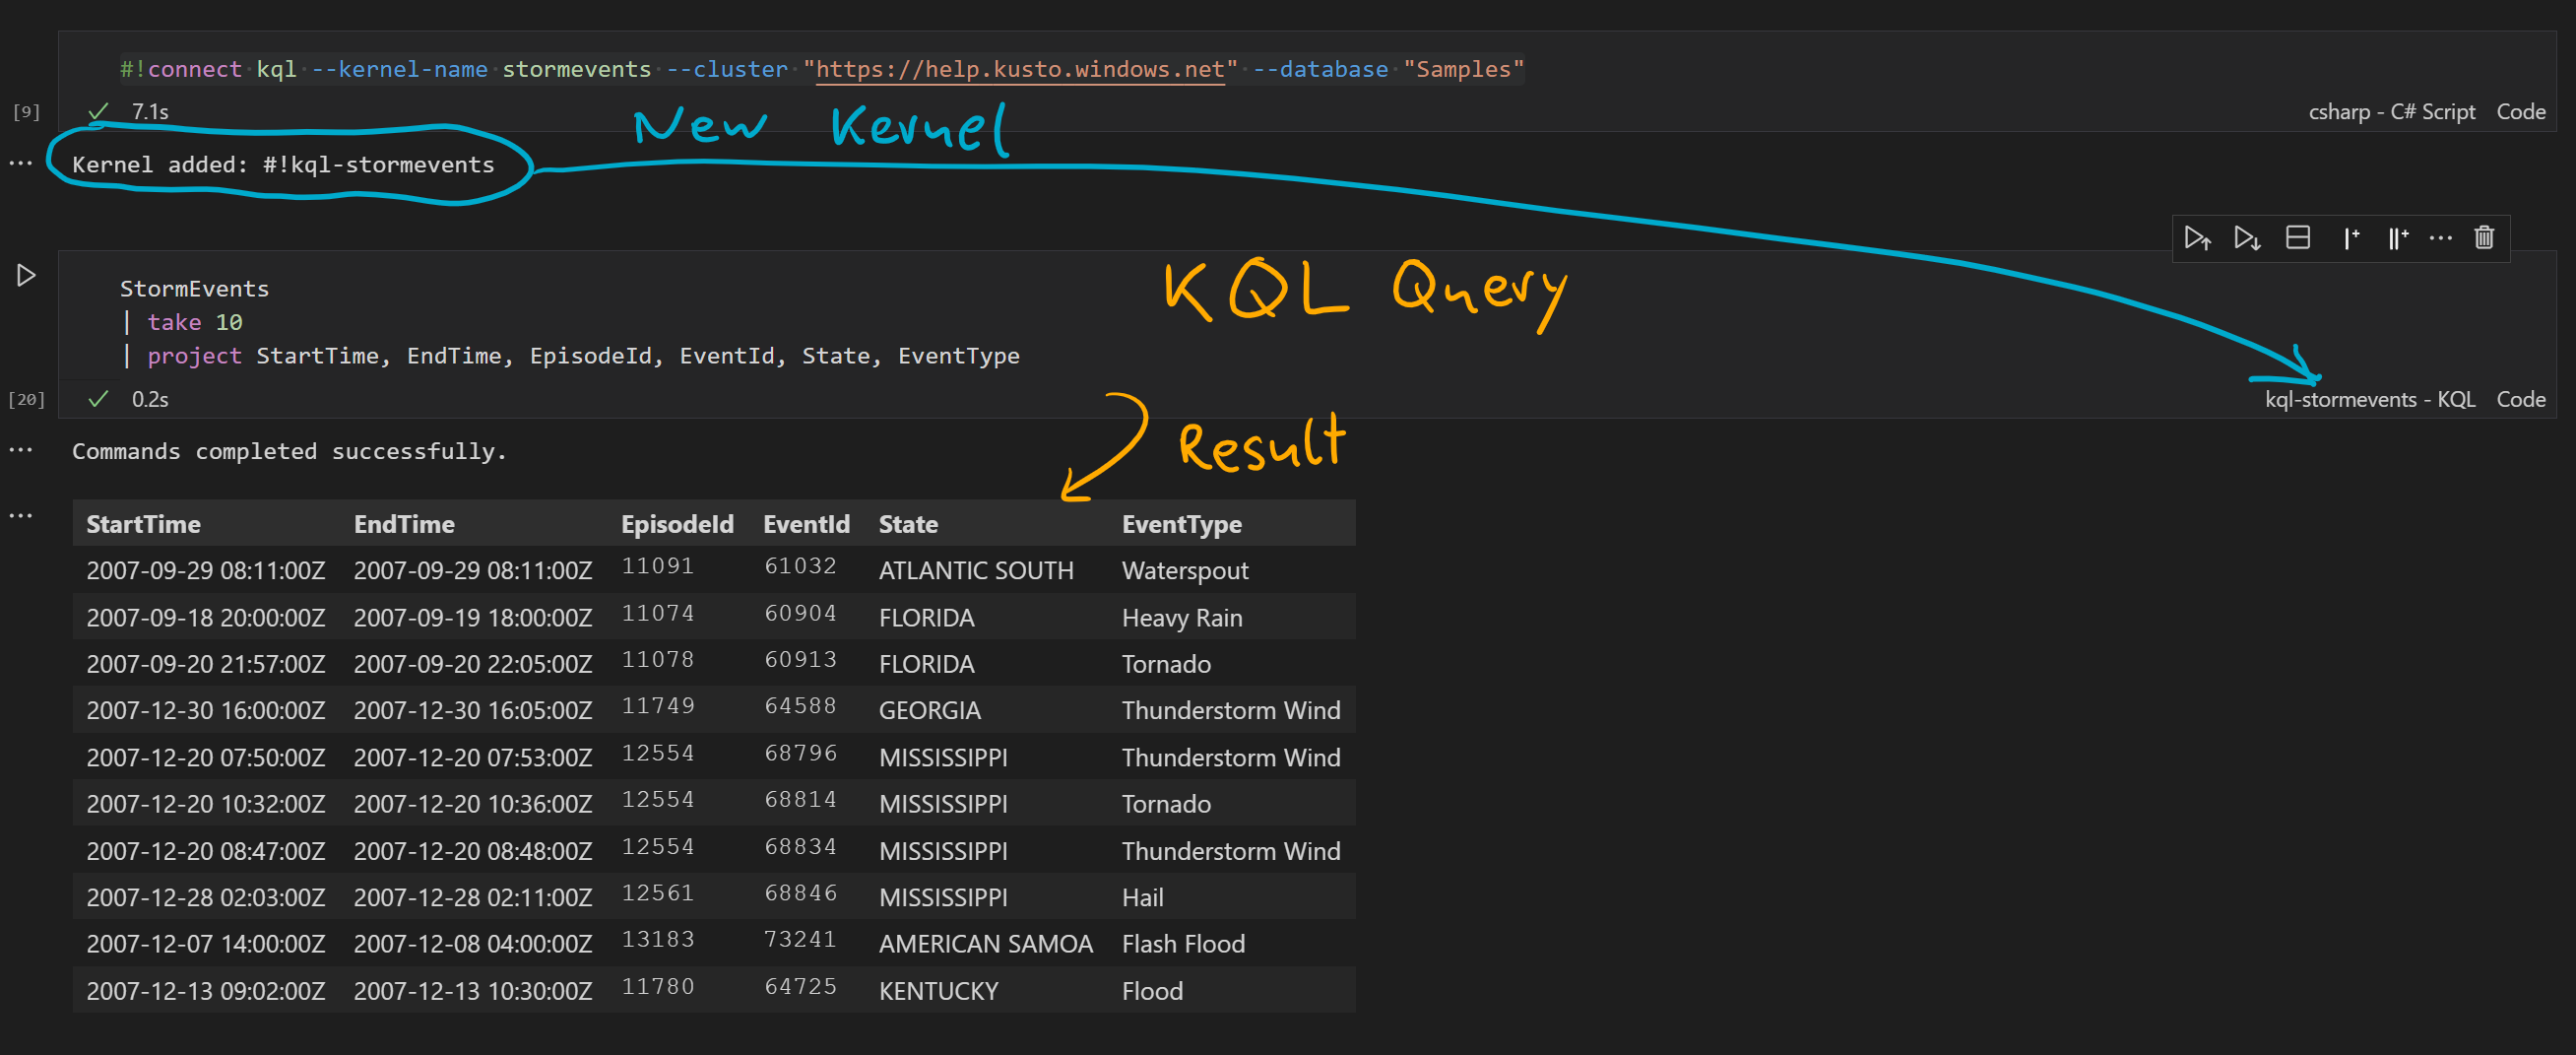 #!connect kql --kernel-name stormevents --cluster "https://help.kusto.windows.net" --database "Samples"
[9] 7.1s csharp - C# Script Code
New Kernel
Kernel added: #!kql-stormevents
KQL Query
StormEvents
| take 10
| project StartTime, EndTime, EpisodeId, EventId, State, EventType
[20] 0.2s kql-stormevents - KQL Code
Commands completed successfully.
Result
StartTime EndTime EpisodeId EventId State EventType
2007-09-29 08:11:00Z 2007-09-29 08:11:00Z 11091 61032 ATLANTIC SOUTH Waterspout
2007-09-18 20:00:00Z 2007-09-19 18:00:00Z 11074 60904 FLORIDA Heavy Rain
2007-09-20 21:57:00Z 2007-09-20 22:05:00Z 11078 60913 FLORIDA Tornado
2007-12-30 16:00:00Z 2007-12-30 16:05:00Z 11749 64588 GEORGIA Thunderstorm Wind
2007-12-20 07:50:00Z 2007-12-20 07:53:00Z 12554 68796 MISSISSIPPI Thunderstorm Wind
2007-12-20 10:32:00Z 2007-12-20 10:36:00Z 12554 68814 MISSISSIPPI Tornado
2007-12-20 08:47:00Z 2007-12-20 08:48:00Z 12554 68834 MISSISSIPPI Thunderstorm Wind
2007-12-28 02:03:00Z 2007-12-28 02:11:00Z 12561 68846 MISSISSIPPI Hail
2007-12-07 14:00:00Z 2007-12-08 04:00:00Z 13183 73241 AMERICAN SAMOA Flash Flood
2007-12-13 09:02:00Z 2007-12-13 10:30:00Z 11780 64725 KENTUCKY Flood